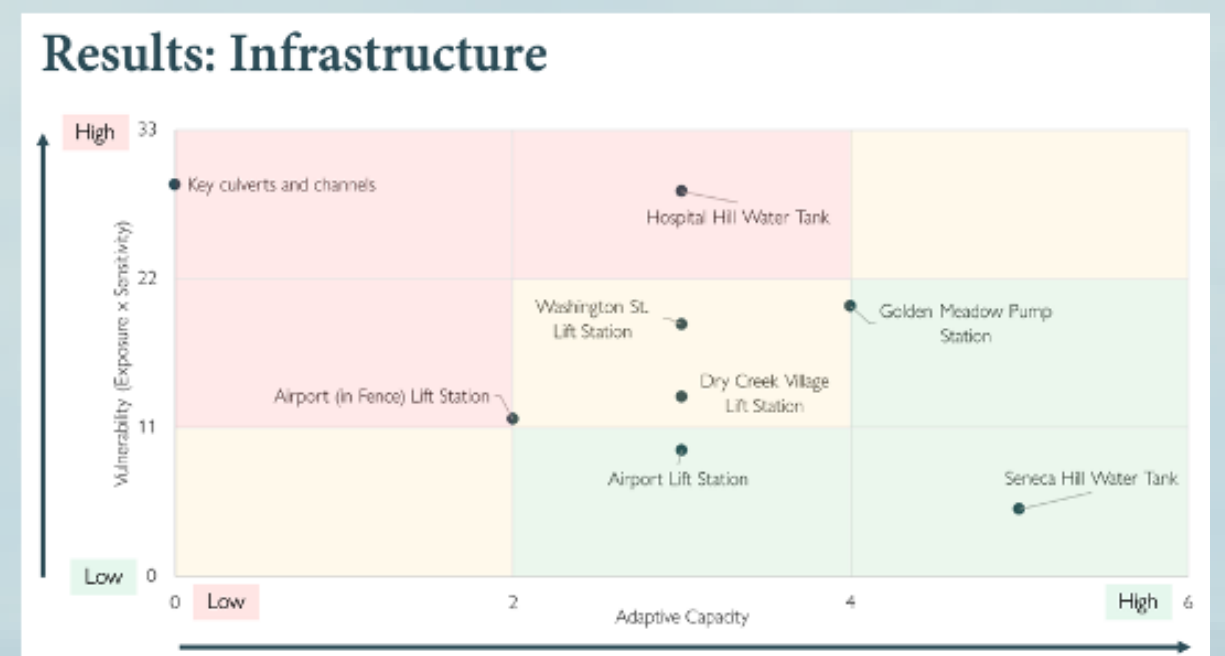 Results: Infrastructure
High
33
Key culverts and channels
Hospital Hill Water Tank
22
Washington St.
Lift Station
Golden Meadow Pump
Station
Dry Creek Village
Lift Station
Airport (in Fence) Lift Station
11
Airport Lift Station
Seneca Hill Water Tank
Vulnerability (Exposure x Sensitivity)
Low
0
0
Low
2
4
High
6
Adaptive Capacity